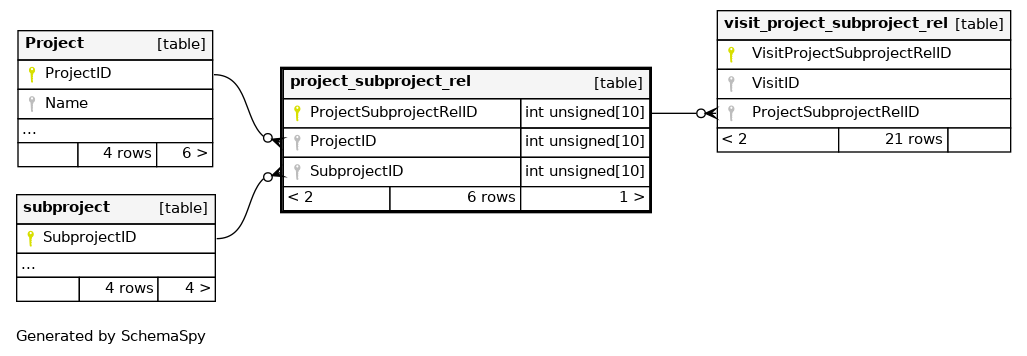 Project [table]
ProjectID
Name
...
4 rows 6 >
subproject [table]
SubprojectID
...
4 rows 4 >
project_subproject_rel [table]
ProjectSubprojectRelID int unsigned[10]
ProjectID int unsigned[10]
SubprojectID int unsigned[10]
< 2 6 rows 1 >
visit_project_subproject_rel [table]
VisitProjectSubprojectRelID
VisitID
ProjectSubprojectRelID
< 2 21 rows
Generated by SchemaSpy